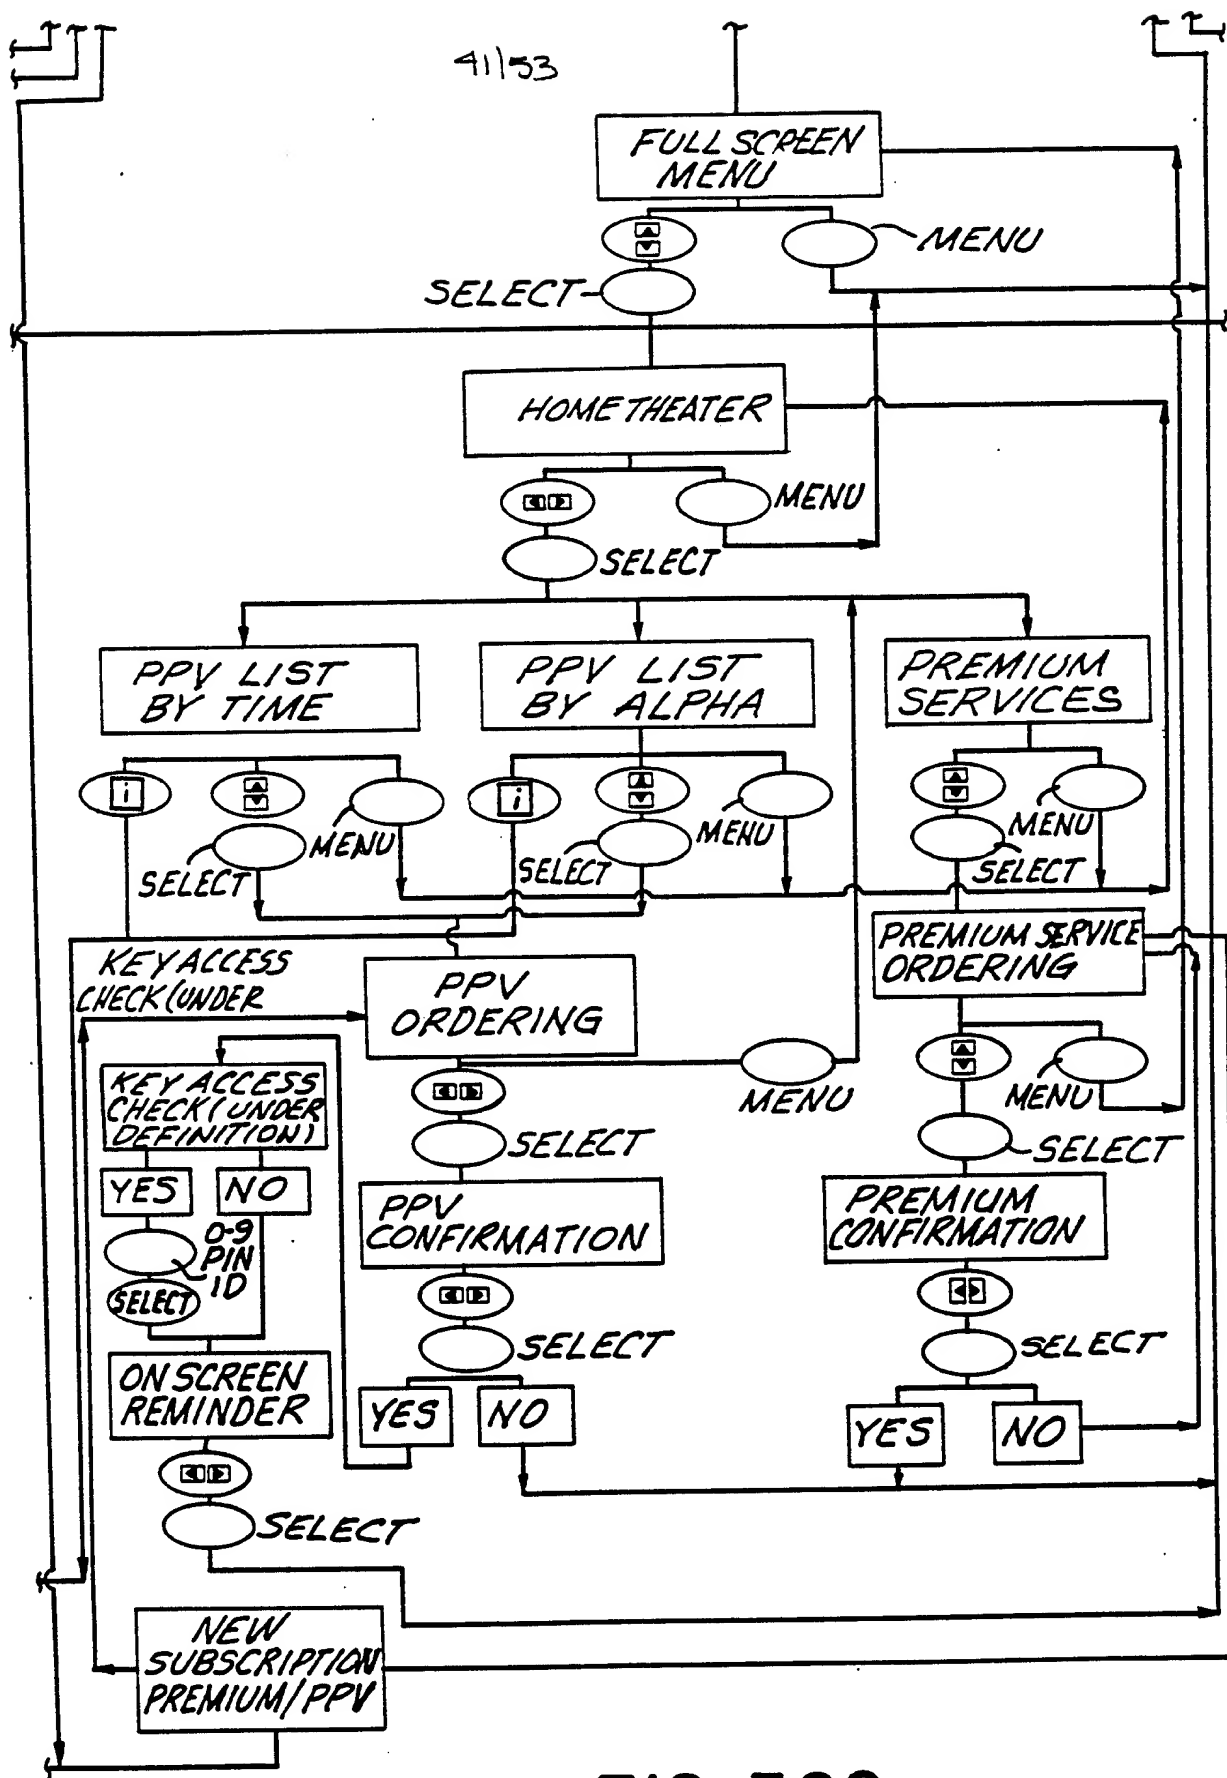 41/53
FULL SCREEN
MENU
MENU
SELECT
HOME THEATER
MENU
SELECT
PPV LIST
BY TIME
PPV LIST
BY ALPHA
PREMIUM
SERVICES
i
MENU
SELECT
i
MENU
SELECT
MENU
SELECT
KEY ACCESS
CHECK (UNDER
PPV
ORDERING
PREMIUM SERVICE
ORDERING
MENU
MENU
SELECT
KEY ACCESS
CHECK (UNDER
DEFINITION)
YES
NO
0-9
PIN
ID
SELECT
SELECT
PPV
CONFIRMATION
PREMIUM
CONFIRMATION
SELECT
SELECT
YES
NO
YES
NO
ON SCREEN
REMINDER
SELECT
NEW
SUBSCRIPTION
PREMIUM/PPV